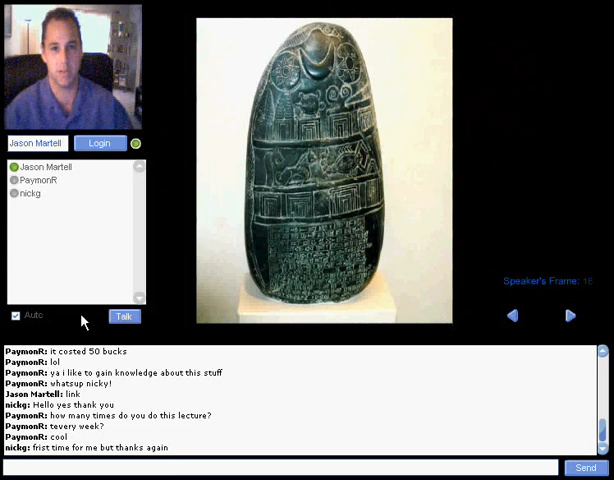 Jason Martell
Login
Jason Martell
PaymonR
nickg
Auto
Talk
Speaker's Frame: 16
PaymonR: it costed 50 bucks
PaymonR: lol
PaymonR: ya i like to gain knowledge about this stuff
PaymonR: whatsup nicky!
Jason Martell: link
nickg: Hello yes thank you
PaymonR: how many times do you do this lecture?
PaymonR: tevery week?
PaymonR: cool
nickg: frist time for me but thanks again
Send